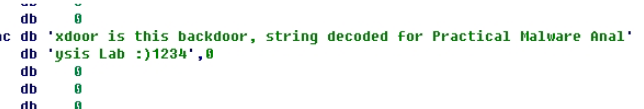 db 0
nc db 'xdoor is this backdoor, string decoded for Practical Malware Anal'
db 'ysis Lab :)1234',0
db 0
db 0
db 0